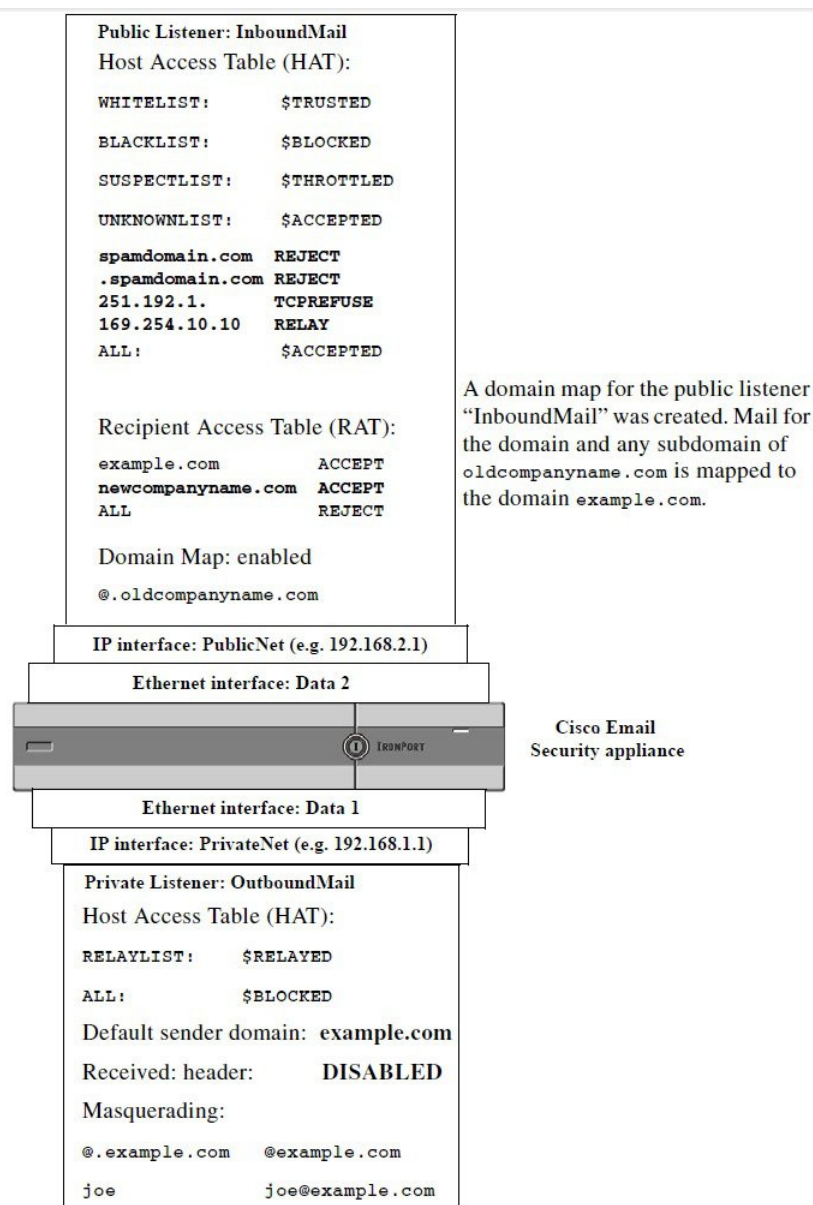 Public Listener: InboundMail
Host Access Table (HAT):
WHITELIST: $TRUSTED
BLACKLIST: $BLOCKED
SUSPECTLIST: $THROTTLED
UNKNOWNLIST: $ACCEPTED
spamdomain.com REJECT
.spamdomain.com REJECT
251.192.1. TCPREFUSE
169.254.10.10 RELAY
ALL: $ACCEPTED
Recipient Access Table (RAT):
example.com ACCEPT
newcompanyname.com ACCEPT
ALL REJECT
Domain Map: enabled
@.oldcompanyname.com
A domain map for the public listener
“InboundMail” was created. Mail for
the domain and any subdomain of
oldcompanyname.com is mapped to
the domain example.com.
IP interface: PublicNet (e.g. 192.168.2.1)
Ethernet interface: Data 2
IRONPORT
Cisco Email
Security appliance
Ethernet interface: Data 1
IP interface: PrivateNet (e.g. 192.168.1.1)
Private Listener: OutboundMail
Host Access Table (HAT):
RELAYLIST: $RELAYED
ALL: $BLOCKED
Default sender domain: example.com
Received: header: DISABLED
Masquerading:
@.example.com @example.com
joe joe@example.com